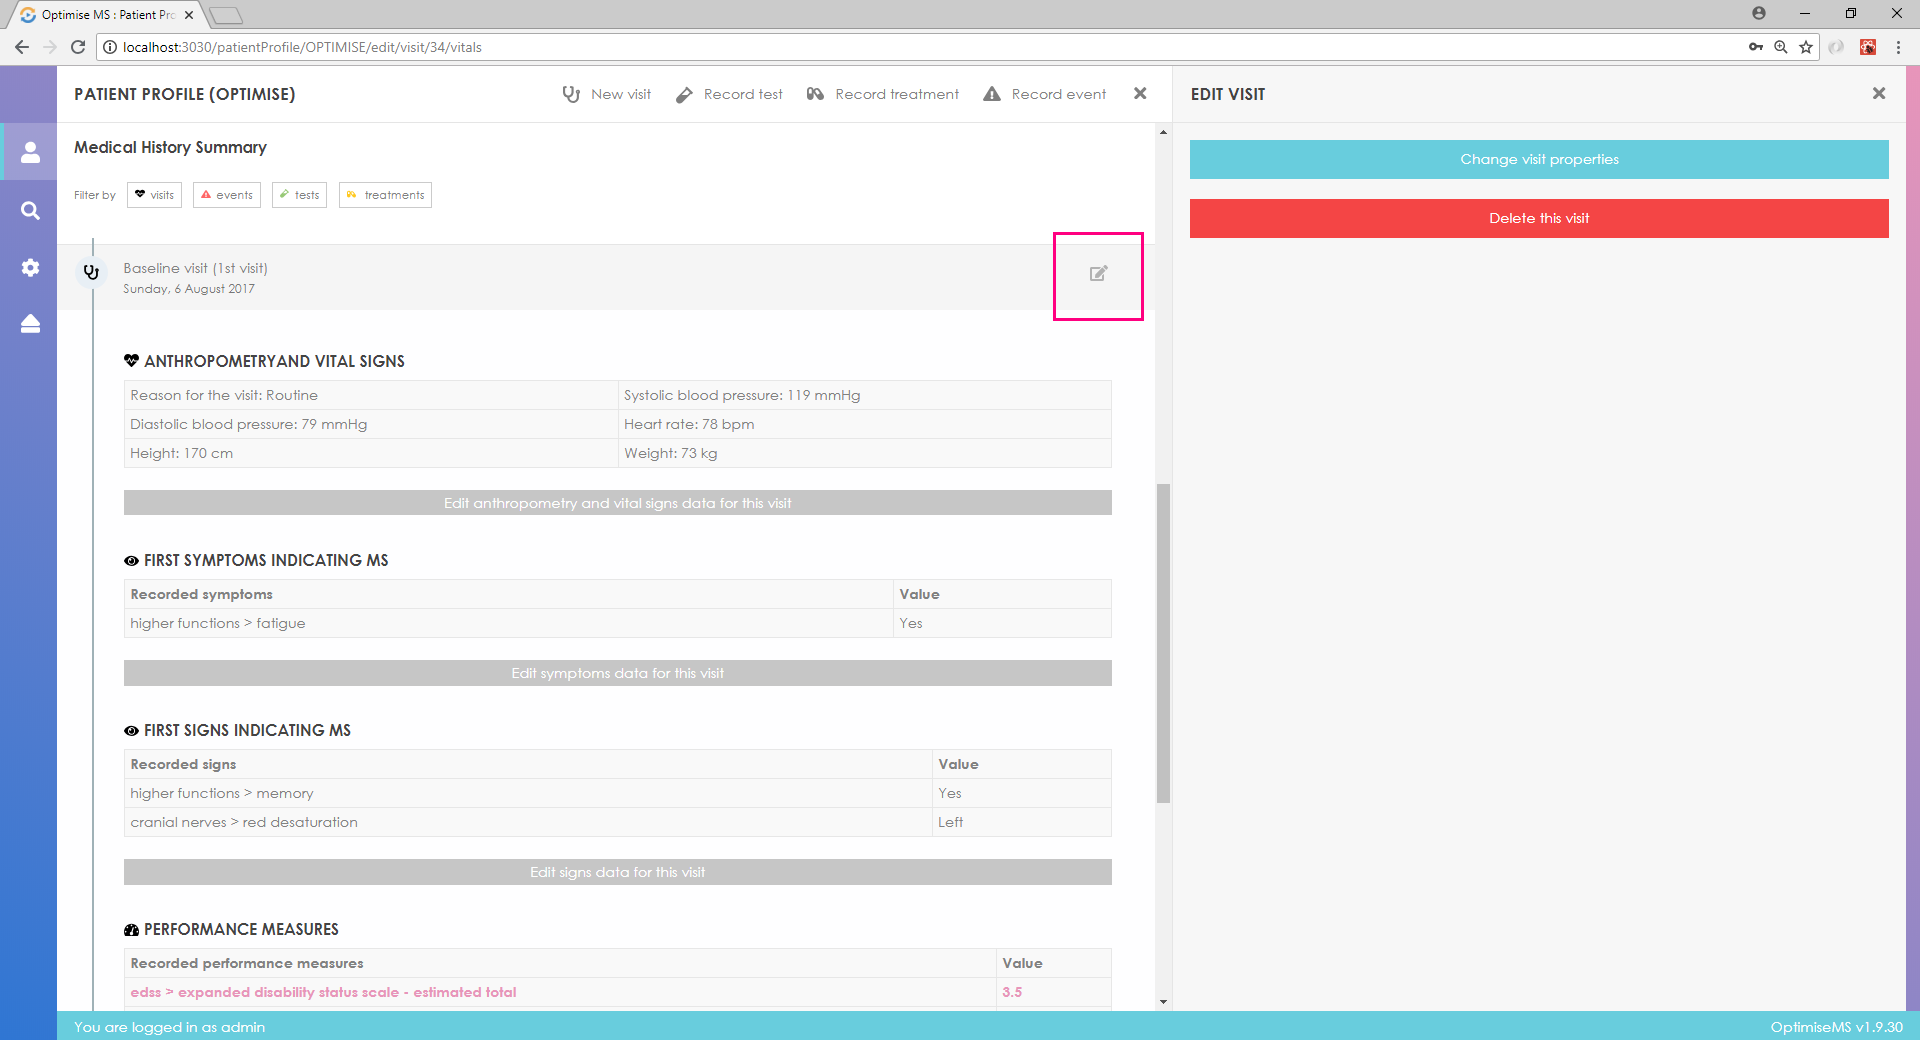 Optimise MS : Patient Pro
localhost:3030/patientProfile/OPTIMISE/edit/visit/34/vitals
PATIENT PROFILE (OPTIMISE)
New visit
Record test
Record treatment
Record event
EDIT VISIT
Medical History Summary
Filter by
visits
events
tests
treatments
Change visit properties
Delete this visit
Baseline visit (1st visit)
Sunday, 6 August 2017
ANTHROPOMETRYAND VITAL SIGNS
Reason for the visit: Routine
Systolic blood pressure: 119 mmHg
Diastolic blood pressure: 79 mmHg
Heart rate: 78 bpm
Height: 170 cm
Weight: 73 kg
Edit anthropometry and vital signs data for this visit
FIRST SYMPTOMS INDICATING MS
Recorded symptoms
Value
higher functions > fatigue
Yes
Edit symptoms data for this visit
FIRST SIGNS INDICATING MS
Recorded signs
Value
higher functions > memory
Yes
cranial nerves > red desaturation
Left
Edit signs data for this visit
PERFORMANCE MEASURES
Recorded performance measures
Value
edss > expanded disability status scale - estimated total
3.5
You are logged in as admin
OptimiseMS v1.9.30